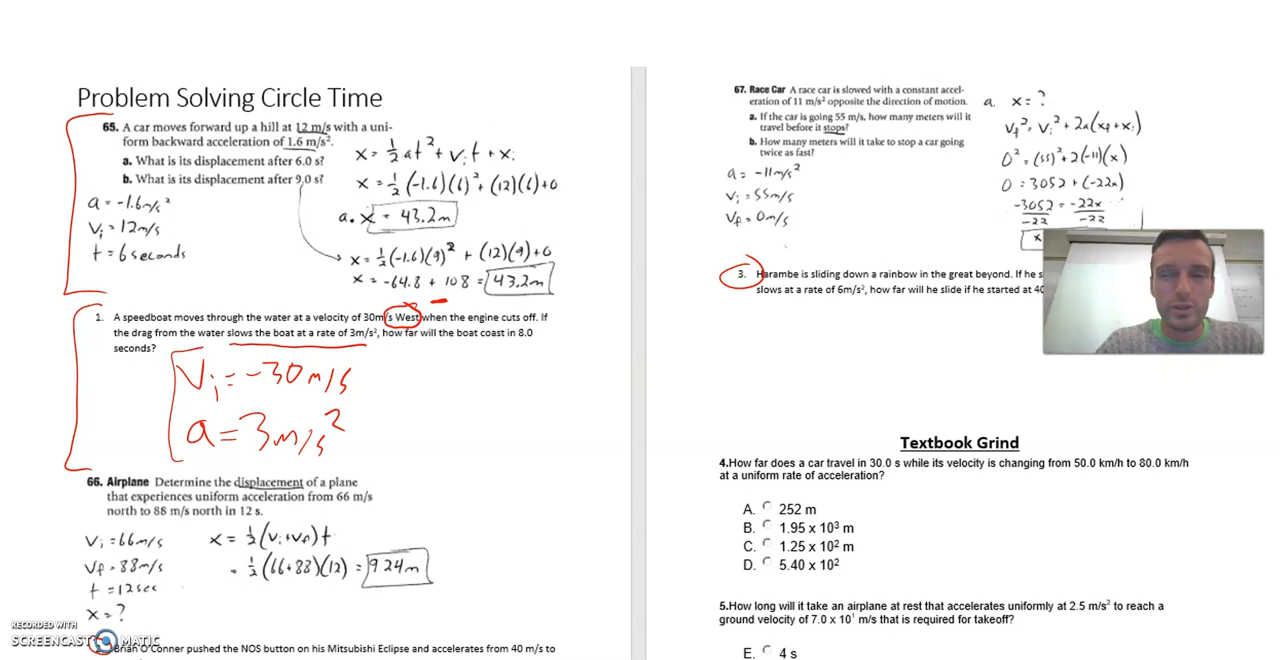 Problem Solving Circle Time
65. A car moves forward up a hill at 12 m/s with a uni-
form backward acceleration of 1.6 m/s².
a. What is its displacement after 6.0 s?
b. What is its displacement after 9.0 s?
a = -1.6m/s²
Vi = 12m/s
t = 6 seconds
x = ½at² + Vit + xi
x = ½(-1.6)(6)² + (12)(6) + 0
a. x = 43.2m
x = ½(-1.6)(9)² + (12)(9) + 0
x = -64.8 + 108 = 43.2m
1. A speedboat moves through the water at a velocity of 30m/s West when the engine cuts off. If
the drag from the water slows the boat at a rate of 3m/s², how far will the boat coast in 8.0
seconds?
Vi = -30m/s
a = 3m/s²
66. Airplane Determine the displacement of a plane
that experiences uniform acceleration from 66 m/s
north to 88 m/s north in 12 s.
Vi = 66m/s
Vf = 88m/s
t = 12sec
x = ?
x = ½(Vi+Vf)t
= ½(66+88)(12) = 924m
RECORDED WITH
SCREENCAST MATIC
Brian O'Conner pushed the NOS button on his Mitsubishi Eclipse and accelerates from 40 m/s to
67. Race Car A race car is slowed with a constant accel-
eration of 11 m/s² opposite the direction of motion.
a. If the car is going 55 m/s, how many meters will it
travel before it stops?
b. How many meters will it take to stop a car going
twice as fast?
a = -11m/s²
Vi = 55m/s
Vf = 0m/s
a. x = ?
Vf² = Vi² + 2a(xf + xi)
0² = (55)² + 2(-11)(x)
0 = 3052 + (-22x)
-3052 = -22x
-22 -22
x
3. Harambe is sliding down a rainbow in the great beyond. If he s
slows at a rate of 6m/s², how far will he slide if he started at 40
Textbook Grind
4.How far does a car travel in 30.0 s while its velocity is changing from 50.0 km/h to 80.0 km/h
at a uniform rate of acceleration?
A. 252 m
B. 1.95 x 10³ m
C. 1.25 x 10² m
D. 5.40 x 10²
5.How long will it take an airplane at rest that accelerates uniformly at 2.5 m/s² to reach a
ground velocity of 7.0 x 10¹ m/s that is required for takeoff?
E. 4 s